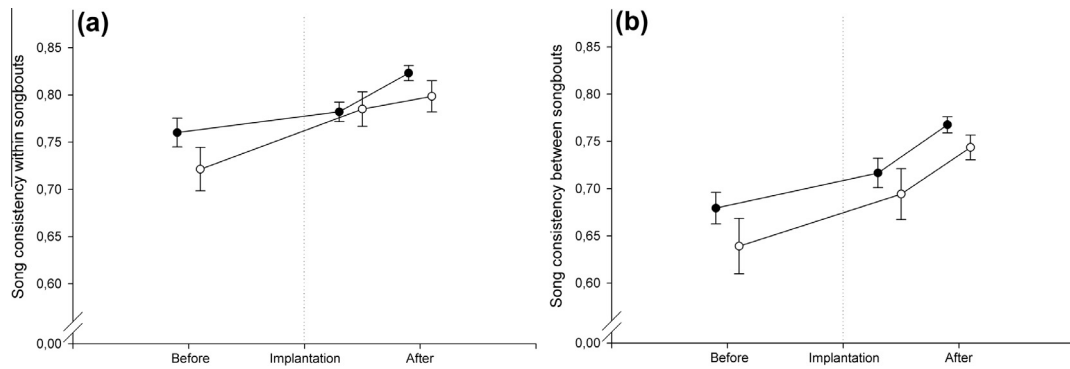 (a)
Song consistency within songbouts
0,85
0,80
0,75
0,70
0,65
0,60
0,00
Before
Implantation
After
(b)
Song consistency between songbouts
0,85
0,80
0,75
0,70
0,65
0,60
0,00
Before
Implantation
After